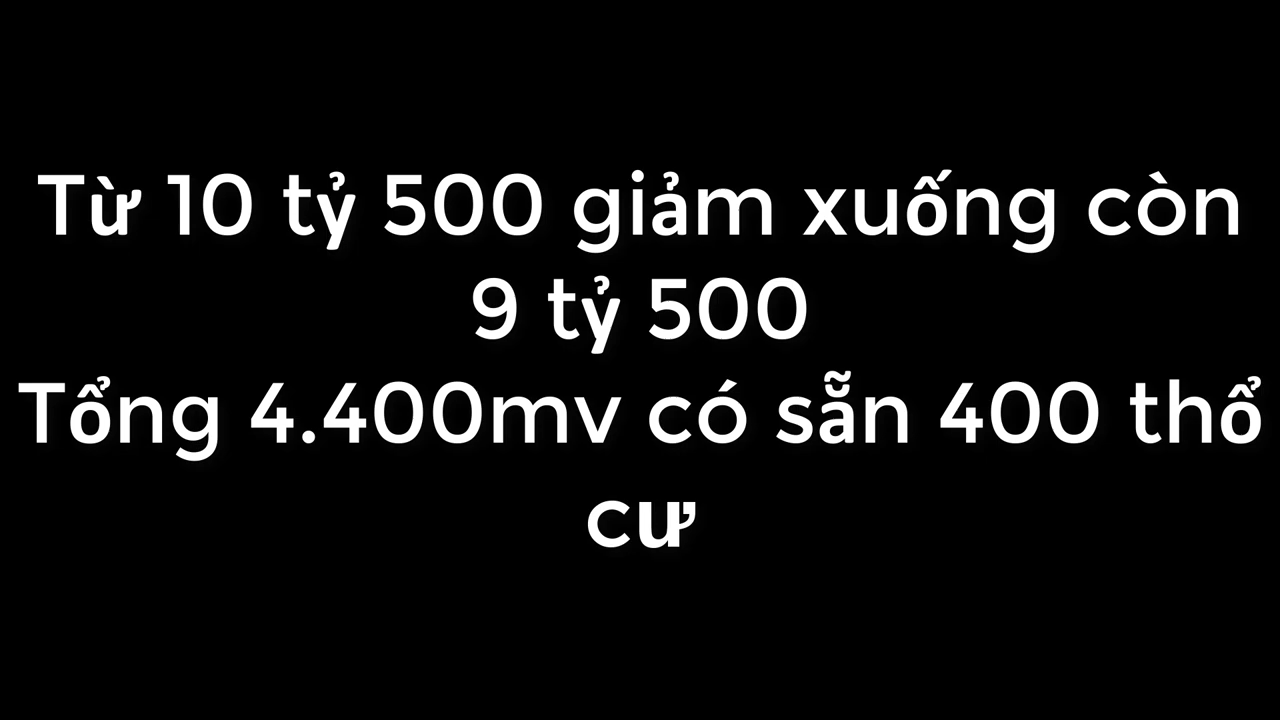 Từ 10 tỷ 500 giảm xuống còn
9 tỷ 500
Tổng 4.400mv có sẵn 400 thổ
cư